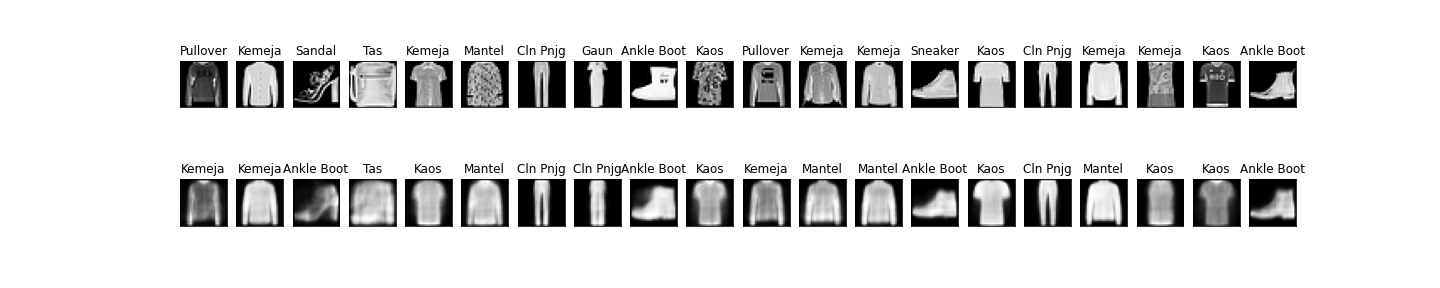 Pullover Kemeja Sandal Tas Kemeja Mantel Cln Pnjg Gaun Ankle Boot Kaos Pullover Kemeja Kemeja Sneaker Kaos Cln Pnjg Kemeja Kemeja Kaos Ankle Boot
Kemeja Kemeja Ankle Boot Tas Kaos Mantel Cln Pnjg Cln Pnjg Ankle Boot Kaos Kemeja Mantel Mantel Ankle Boot Kaos Cln Pnjg Mantel Kaos Kaos Ankle Boot